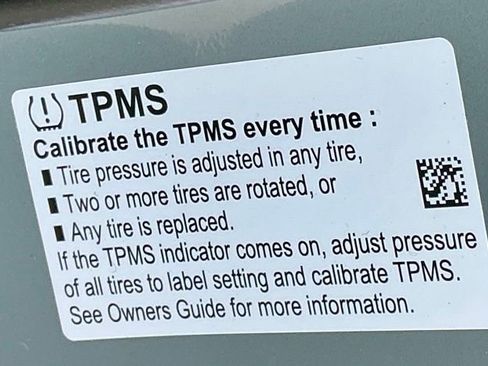 TPMS
Calibrate the TPMS every time :
▮ Tire pressure is adjusted in any tire,
▮ Two or more tires are rotated, or
▮ Any tire is replaced.
If the TPMS indicator comes on, adjust pressure
of all tires to label setting and calibrate TPMS.
See Owners Guide for more information.